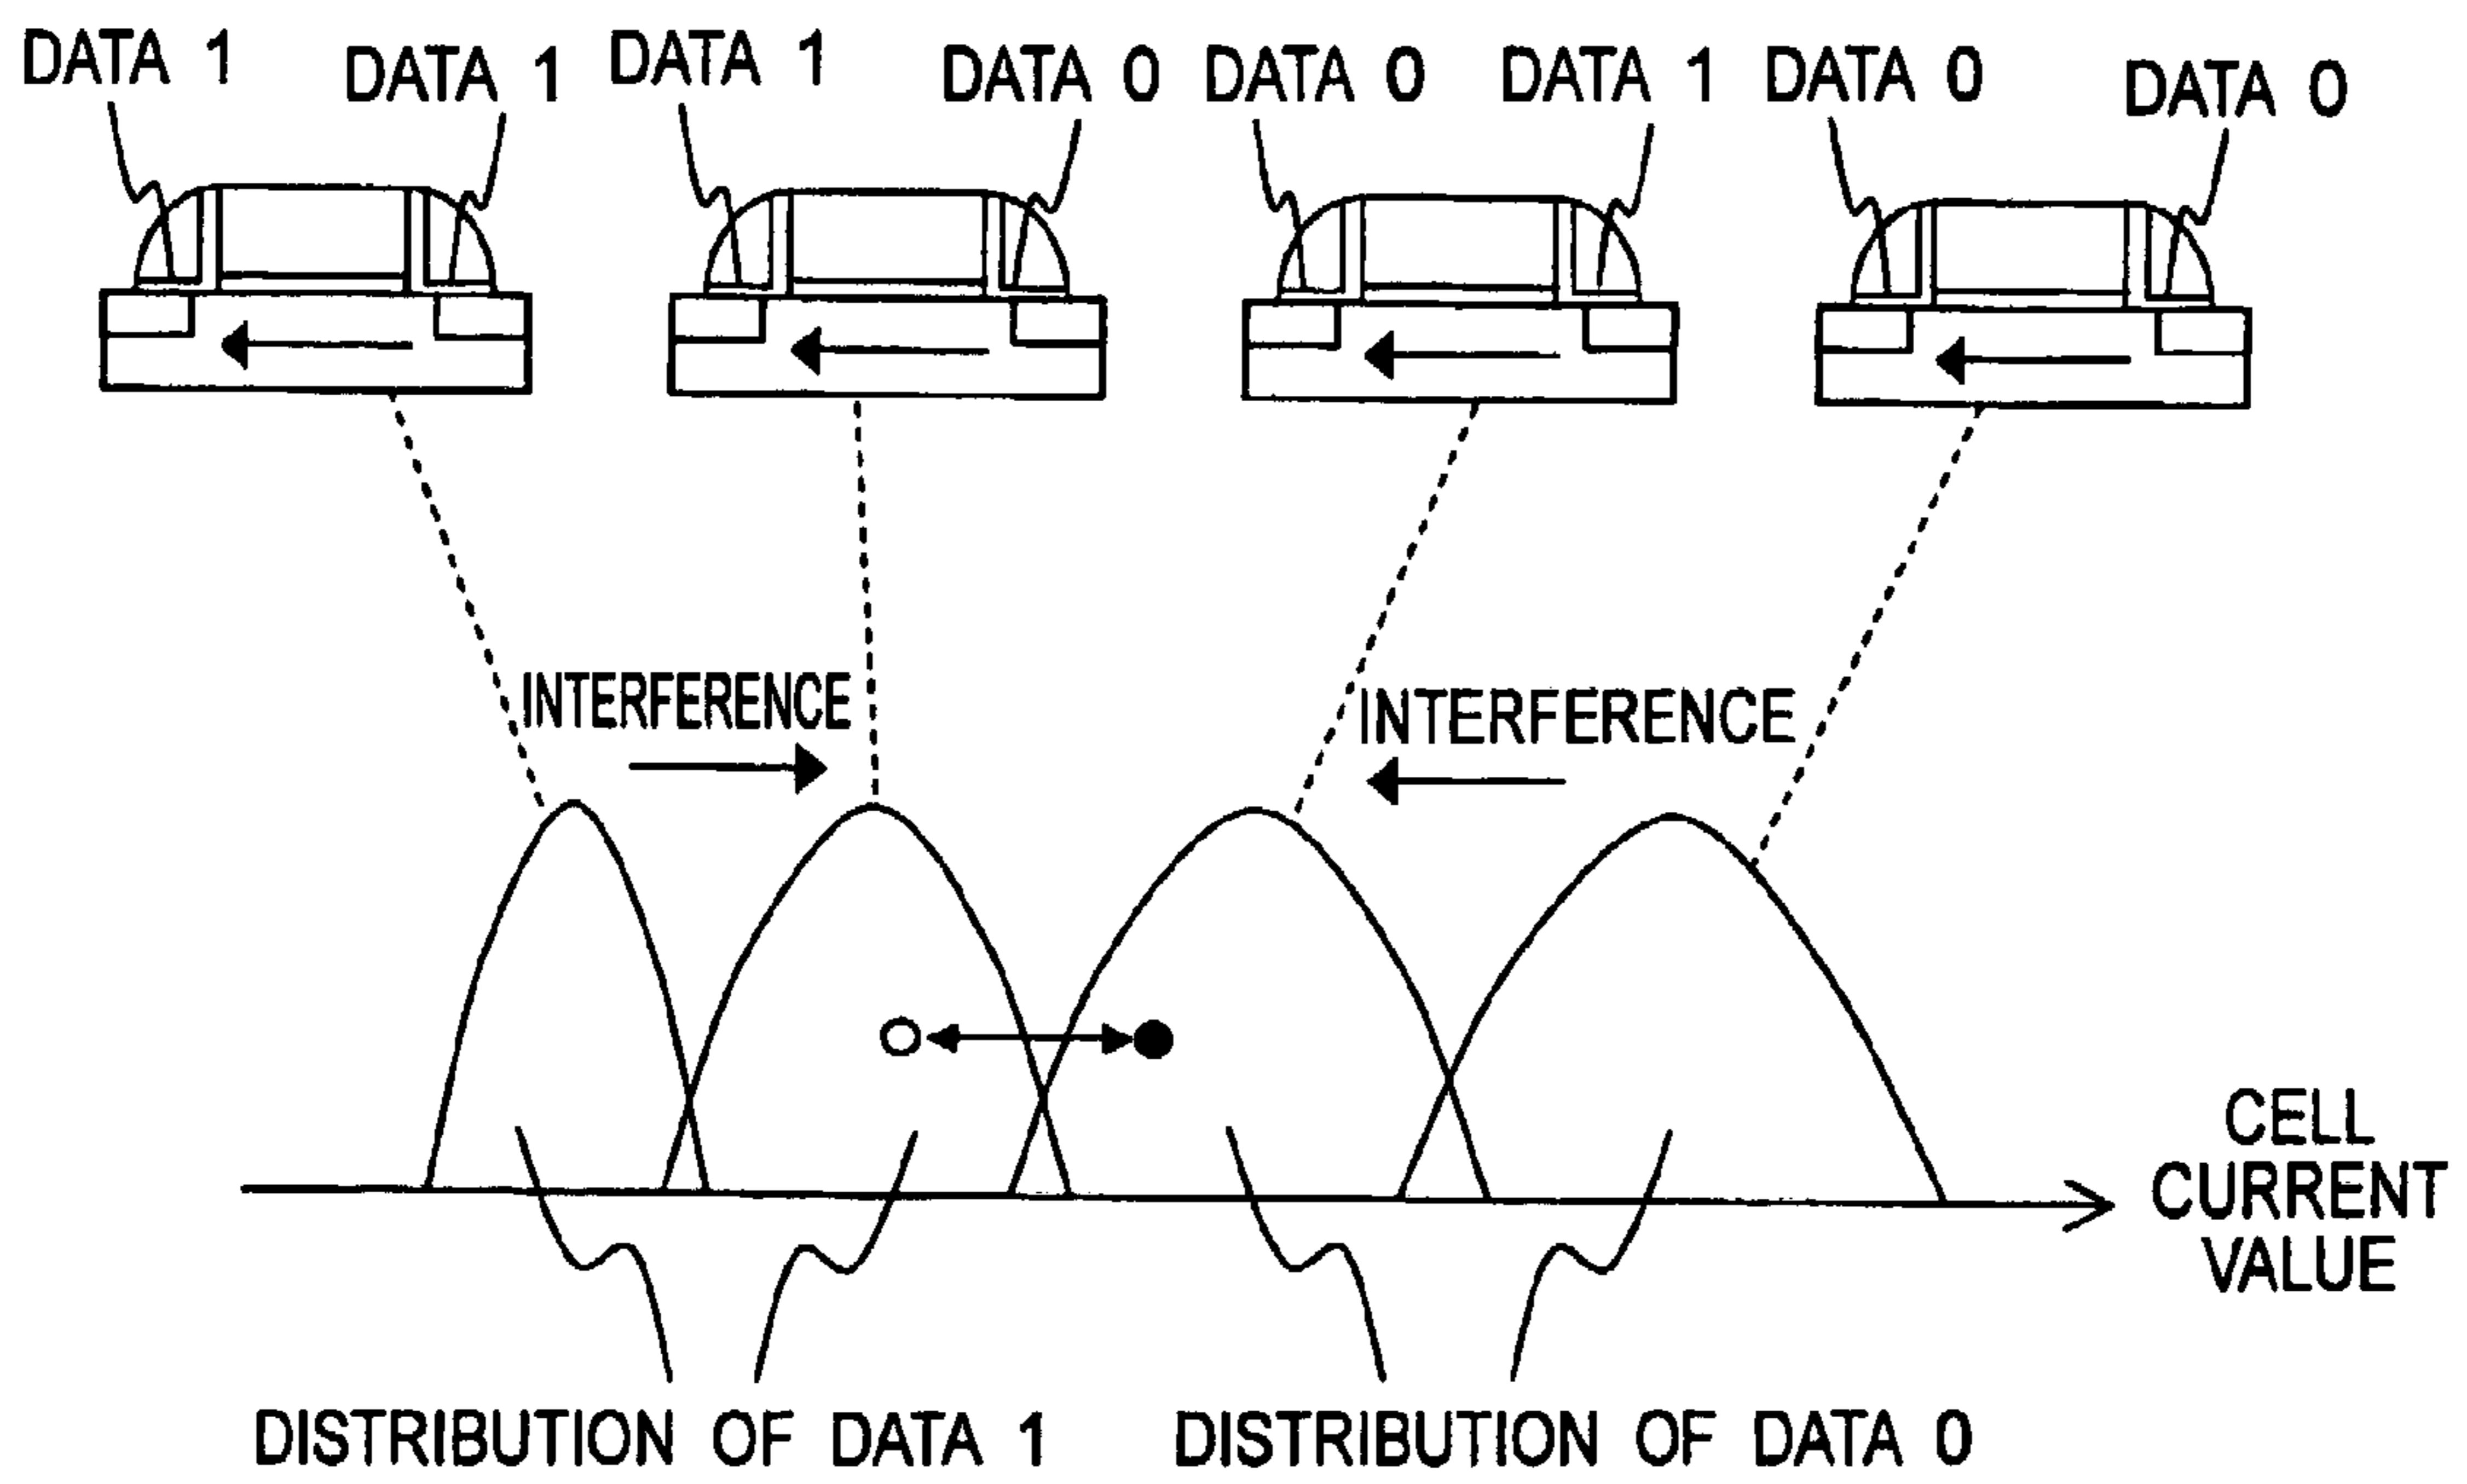 DATA 1 DATA 1 DATA 1 DATA 0 DATA 0 DATA 1 DATA 0 DATA 0
INTERFERENCE INTERFERENCE
CELL
CURRENT
VALUE
DISTRIBUTION OF DATA 1 DISTRIBUTION OF DATA 0